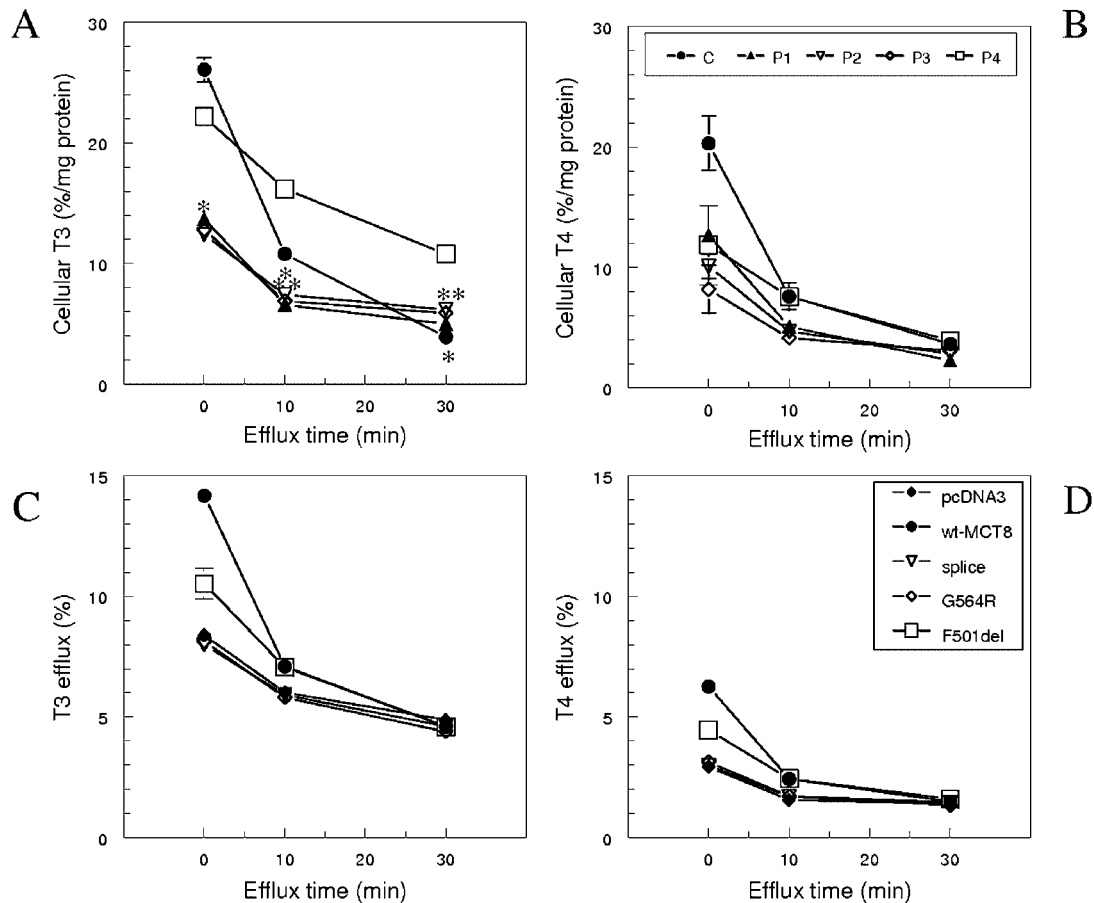 A
Cellular T3 (%/mg protein)
30
20
10
0
*
*
**
**
*
0 10 20 30
Efflux time (min)
B
Cellular T4 (%/mg protein)
30
20
10
0
C P1 P2 P3 P4
0 10 20 30
Efflux time (min)
C
T3 efflux (%)
15
10
5
0
0 10 20 30
Efflux time (min)
D
T4 efflux (%)
15
10
5
0
pcDNA3
wt-MCT8
splice
G564R
F501del
0 10 20 30
Efflux time (min)